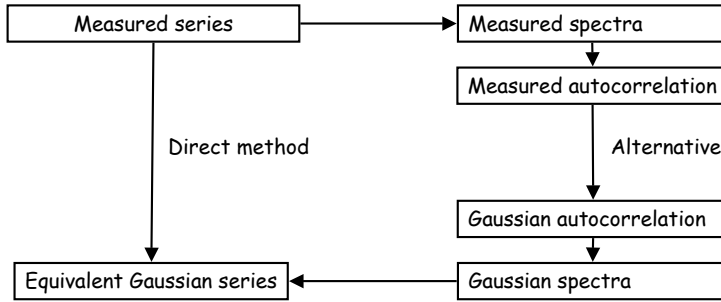 Measured series
Measured spectra
Measured autocorrelation
Direct method
Alternative
Gaussian autocorrelation
Equivalent Gaussian series
Gaussian spectra